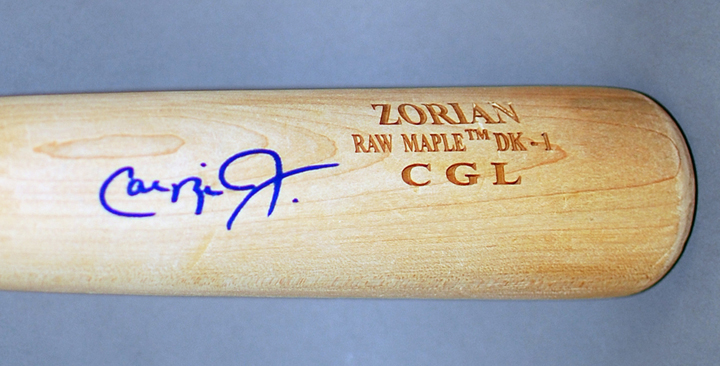 ZORIAN
RAW MAPLE™ DK-1
CGL